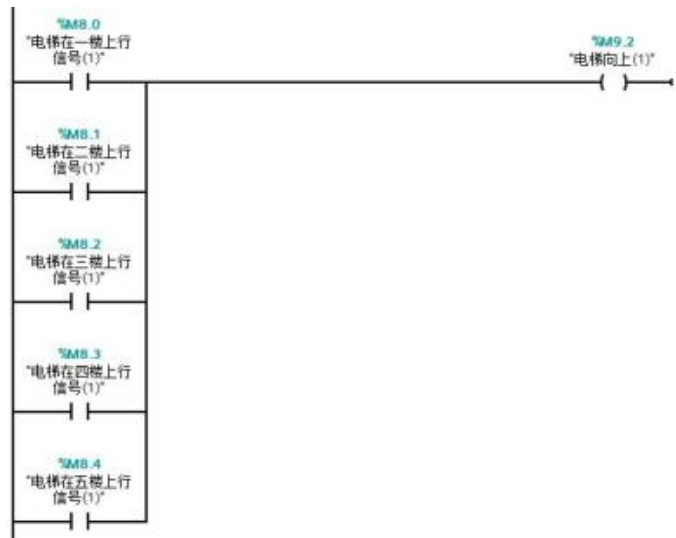 %M8.0
"电梯在一楼上行
信号(1)"
%M9.2
"电梯向上(1)"
%M8.1
"电梯在二楼上行
信号(1)"
%M8.2
"电梯在三楼上行
信号(1)"
%M8.3
"电梯在四楼上行
信号(1)"
%M8.4
"电梯在五楼上行
信号(1)"